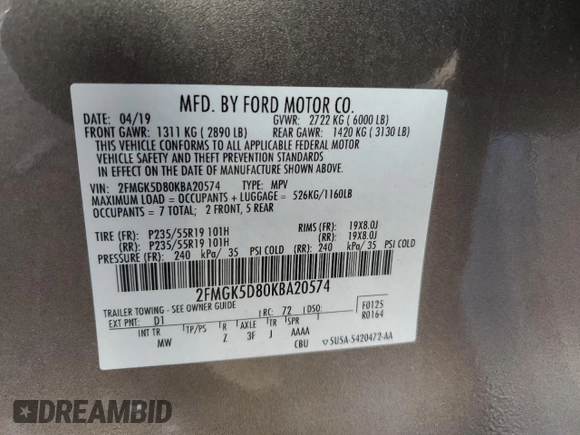 MFD. BY FORD MOTOR CO.
DATE: 04/19 GVWR: 2722 KG ( 6000 LB)
FRONT GAWR: 1311 KG ( 2890 LB) REAR GAWR: 1420 KG ( 3130 LB)
THIS VEHICLE CONFORMS TO ALL APPLICABLE FEDERAL MOTOR
VEHICLE SAFETY AND THEFT PREVENTION STANDARDS
IN EFFECT ON THE DATE OF MANUFACTURE SHOWN ABOVE.
VIN: 2FMGK5D80KBA20574 TYPE: MPV
MAXIMUM LOAD = OCCUPANTS + LUGGAGE = 526KG/1160LB
OCCUPANTS = 7 TOTAL; 2 FRONT, 5 REAR
TIRE (FR): P235/55R19 101H RIMS (FR): 19X8.0J
(RR): P235/55R19 101H (RR): 19X8.0J
PRESSURE (FR): 240 kPa/ 35 PSI COLD (RR): 240 kPa/ 35 PSI COLD
2FMGK5D80KBA20574
TRAILER TOWING - SEE OWNER GUIDE
EXT PNT: D1 RC: 72 DSO: F0125
R0164
INT TR TP/PS R AXLE TR SPR
MW Z 3F J AAAA
CBU 5U5A-5420472-AA
DREAMBID